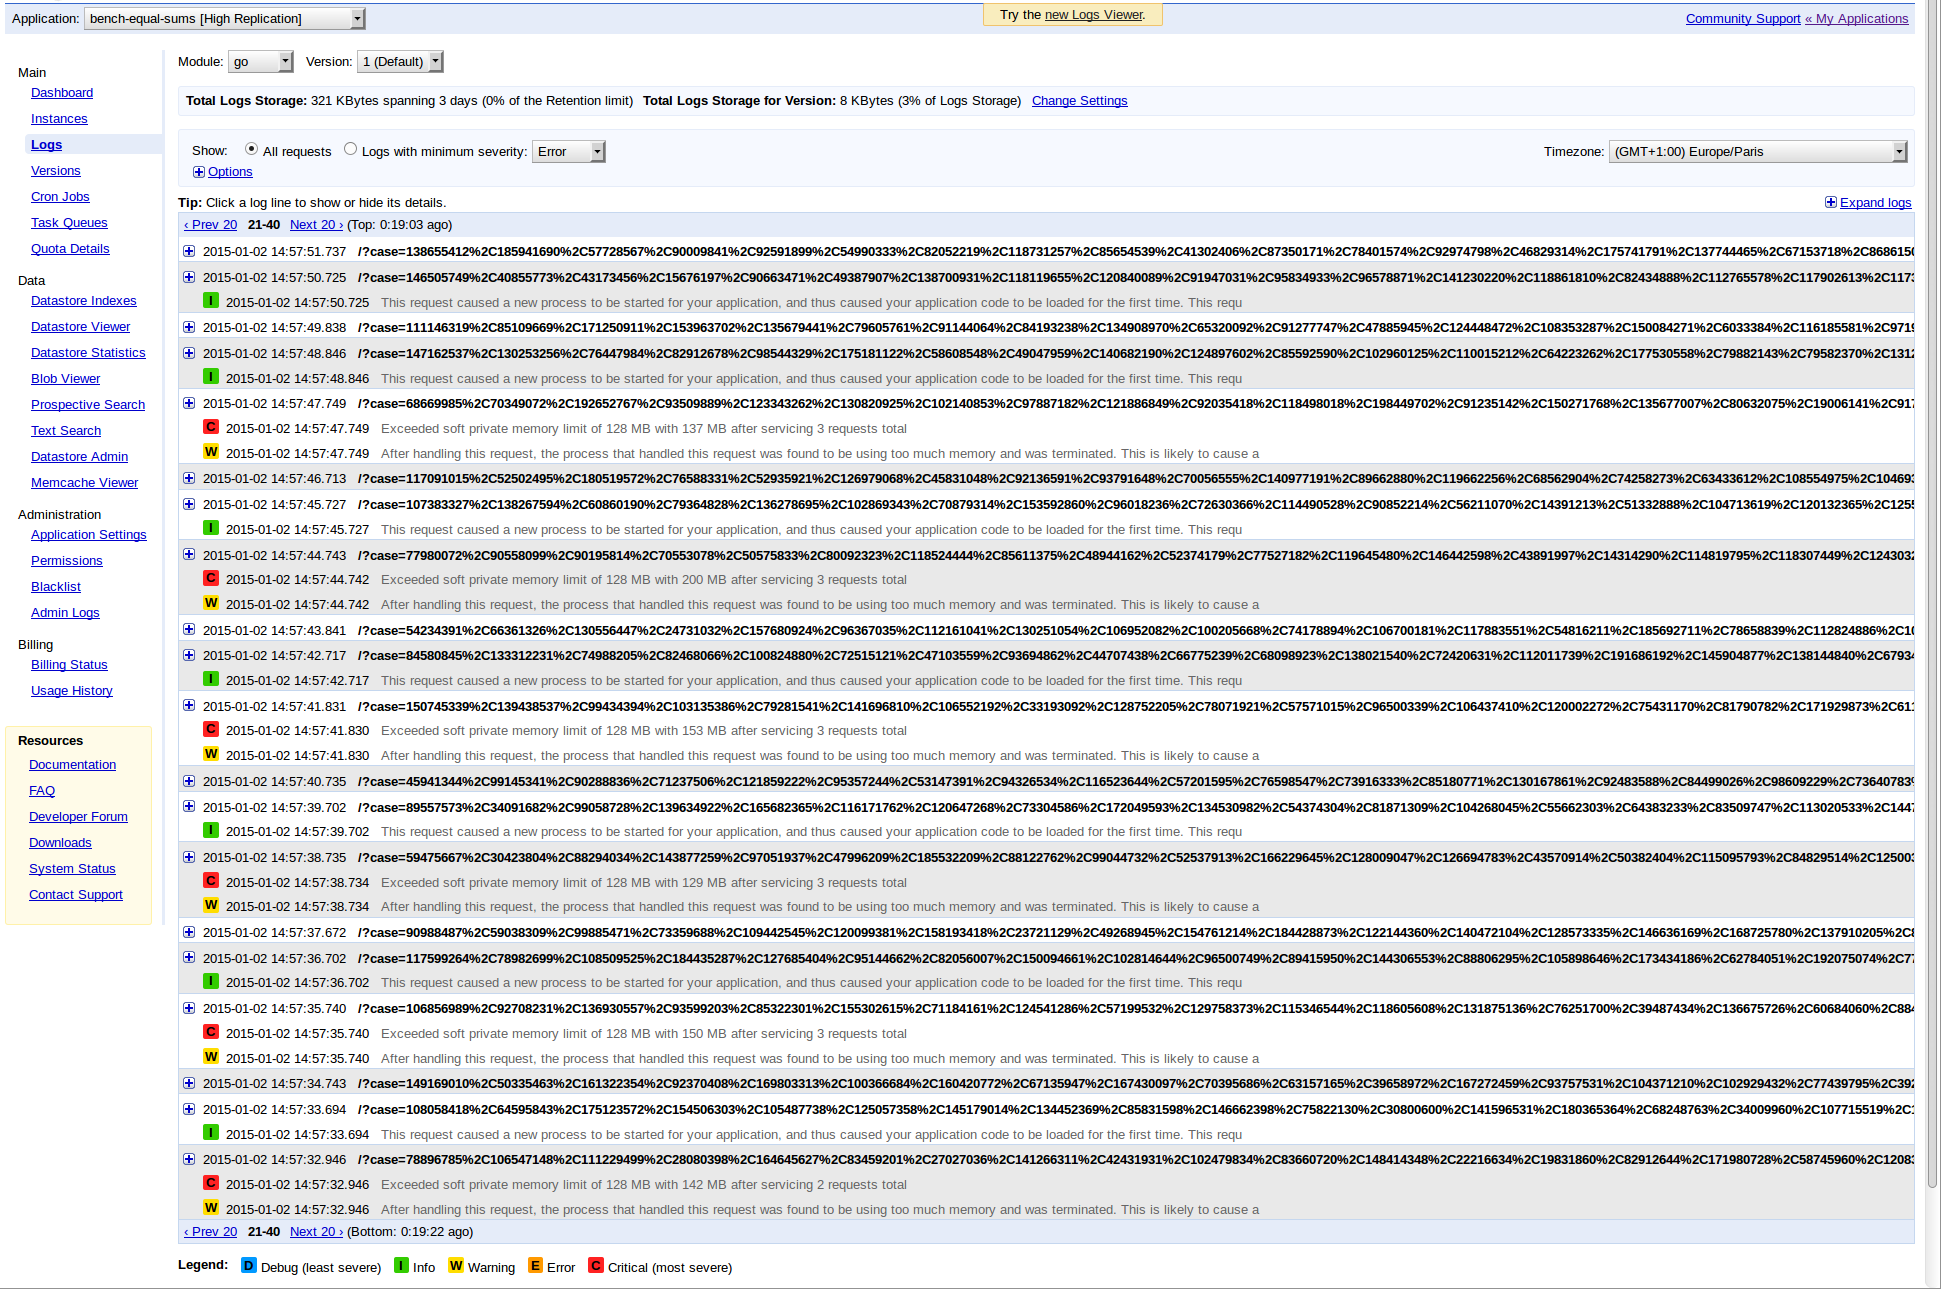 Application: bench-equal-sums [High Replication] Try the new Logs Viewer. Community Support « My Applications
Module: go Version: 1 (Default)
Main
Dashboard
Instances
Logs
Versions
Cron Jobs
Task Queues
Quota Details
Data
Datastore Indexes
Datastore Viewer
Datastore Statistics
Blob Viewer
Prospective Search
Text Search
Datastore Admin
Memcache Viewer
Administration
Application Settings
Permissions
Blacklist
Admin Logs
Billing
Billing Status
Usage History
Resources
Documentation
FAQ
Developer Forum
Downloads
System Status
Contact Support
Total Logs Storage: 321 KBytes spanning 3 days (0% of the Retention limit) Total Logs Storage for Version: 8 KBytes (3% of Logs Storage) Change Settings
Show: All requests Logs with minimum severity: Error Timezone: (GMT+1:00) Europe/Paris
Options
Tip: Click a log line to show or hide its details. Expand logs
‹ Prev 20 21-40 Next 20 › (Top: 0:19:03 ago)
2015-01-02 14:57:51.737 /?case=138655412%2C185941690%2C57728567%2C90009841%2C92591899%2C54990333%2C82052219%2C118731257%2C85654539%2C41302406%2C87350171%2C78401574%2C92974798%2C46829314%2C175741791%2C137744465%2C67153718%2C8686150
2015-01-02 14:57:50.725 /?case=146505749%2C40855773%2C43173456%2C15676197%2C90663471%2C49387907%2C138700931%2C118119655%2C120840089%2C91947031%2C95834933%2C96578871%2C141230220%2C118861810%2C82434888%2C112765578%2C117902613%2C1173
I 2015-01-02 14:57:50.725 This request caused a new process to be started for your application, and thus caused your application code to be loaded for the first time. This requ
2015-01-02 14:57:49.838 /?case=111146319%2C85109669%2C171250911%2C153963702%2C135679441%2C79605761%2C91144064%2C84193238%2C134908970%2C65320092%2C91277747%2C47885945%2C124448472%2C108353287%2C150084271%2C6033384%2C116185581%2C9719
2015-01-02 14:57:48.846 /?case=147162537%2C130253256%2C76447984%2C82912678%2C98544329%2C175181122%2C58608548%2C49047959%2C140682190%2C124897602%2C85592590%2C102960125%2C110015212%2C64223262%2C177530558%2C79882143%2C79582370%2C1312
I 2015-01-02 14:57:48.846 This request caused a new process to be started for your application, and thus caused your application code to be loaded for the first time. This requ
2015-01-02 14:57:47.749 /?case=68669985%2C70349072%2C192652767%2C93509889%2C123343262%2C130820925%2C102140853%2C97887182%2C121886849%2C92035418%2C118498018%2C198449702%2C91235142%2C150271768%2C135677007%2C80632075%2C19006141%2C917
C 2015-01-02 14:57:47.749 Exceeded soft private memory limit of 128 MB with 137 MB after servicing 3 requests total
W 2015-01-02 14:57:47.749 After handling this request, the process that handled this request was found to be using too much memory and was terminated. This is likely to cause a
2015-01-02 14:57:46.713 /?case=117091015%2C52502495%2C180519572%2C76588331%2C52935921%2C126979068%2C45831048%2C92136591%2C93791648%2C70056555%2C140977191%2C89662880%2C119662256%2C68562904%2C74258273%2C63433612%2C108554975%2C104693
2015-01-02 14:57:45.727 /?case=107383327%2C138267594%2C60860190%2C79364828%2C136278695%2C102869343%2C70879314%2C153592860%2C96018236%2C72630366%2C114490528%2C90852214%2C56211070%2C14391213%2C51332888%2C104713619%2C120132365%2C1255
I 2015-01-02 14:57:45.727 This request caused a new process to be started for your application, and thus caused your application code to be loaded for the first time. This requ
2015-01-02 14:57:44.743 /?case=77980072%2C90558099%2C90195814%2C70553078%2C50575833%2C80092323%2C118524444%2C85611375%2C48944162%2C52374179%2C77527182%2C119645480%2C146442598%2C43891997%2C14314290%2C114819795%2C118307449%2C1243032
C 2015-01-02 14:57:44.742 Exceeded soft private memory limit of 128 MB with 200 MB after servicing 3 requests total
W 2015-01-02 14:57:44.742 After handling this request, the process that handled this request was found to be using too much memory and was terminated. This is likely to cause a
2015-01-02 14:57:43.841 /?case=54234391%2C66361326%2C130556447%2C24731032%2C157680924%2C96367035%2C112161041%2C130251054%2C106952082%2C100205668%2C74178894%2C106700181%2C117883551%2C54816211%2C185692711%2C78658839%2C112824886%2C10
2015-01-02 14:57:42.717 /?case=84580845%2C133312231%2C74988205%2C82468066%2C100824880%2C72515121%2C47103559%2C93694862%2C44707438%2C66775239%2C68098923%2C138021540%2C72420631%2C112011739%2C191686192%2C145904877%2C138144840%2C67934
I 2015-01-02 14:57:42.717 This request caused a new process to be started for your application, and thus caused your application code to be loaded for the first time. This requ
2015-01-02 14:57:41.831 /?case=150745339%2C139438537%2C99434394%2C103135386%2C79281541%2C141696810%2C106552192%2C33193092%2C128752205%2C78071921%2C57571015%2C96500339%2C106437410%2C120002272%2C75431170%2C81790782%2C171929873%2C611
C 2015-01-02 14:57:41.830 Exceeded soft private memory limit of 128 MB with 153 MB after servicing 3 requests total
W 2015-01-02 14:57:41.830 After handling this request, the process that handled this request was found to be using too much memory and was terminated. This is likely to cause a
2015-01-02 14:57:40.735 /?case=45941344%2C99145341%2C90288836%2C71237506%2C121859222%2C95357244%2C53147391%2C94326534%2C116523644%2C57201595%2C76598547%2C73916333%2C85180771%2C130167861%2C92483588%2C84499026%2C98609229%2C73640783%
2015-01-02 14:57:39.702 /?case=89557573%2C34091682%2C99058728%2C139634922%2C165682365%2C116171762%2C120647268%2C73304586%2C172049593%2C134530982%2C54374304%2C81871309%2C104268045%2C55662303%2C64383233%2C83509747%2C113020533%2C1447
I 2015-01-02 14:57:39.702 This request caused a new process to be started for your application, and thus caused your application code to be loaded for the first time. This requ
2015-01-02 14:57:38.735 /?case=59475667%2C30423804%2C88294034%2C143877259%2C97051937%2C47996209%2C185532209%2C88122762%2C99044732%2C52537913%2C166229645%2C128009047%2C126694783%2C43570914%2C50382404%2C115095793%2C84829514%2C125003
C 2015-01-02 14:57:38.734 Exceeded soft private memory limit of 128 MB with 129 MB after servicing 3 requests total
W 2015-01-02 14:57:38.734 After handling this request, the process that handled this request was found to be using too much memory and was terminated. This is likely to cause a
2015-01-02 14:57:37.672 /?case=90988487%2C59038309%2C99885471%2C73359688%2C109442545%2C120099381%2C158193418%2C23721129%2C49268945%2C154761214%2C184428873%2C122144360%2C140472104%2C128573335%2C146636169%2C168725780%2C137910205%2C8
2015-01-02 14:57:36.702 /?case=117599264%2C78982699%2C108509525%2C184435287%2C127685404%2C95144662%2C82056007%2C150094661%2C102814644%2C96500749%2C89415950%2C144306553%2C88806295%2C105898646%2C173434186%2C62784051%2C192075074%2C77
I 2015-01-02 14:57:36.702 This request caused a new process to be started for your application, and thus caused your application code to be loaded for the first time. This requ
2015-01-02 14:57:35.740 /?case=106856989%2C92708231%2C136930557%2C93599203%2C85322301%2C155302615%2C71184161%2C124541286%2C57199532%2C129758373%2C115346544%2C118605608%2C131875136%2C76251700%2C39487434%2C136675726%2C60684060%2C884
C 2015-01-02 14:57:35.740 Exceeded soft private memory limit of 128 MB with 150 MB after servicing 3 requests total
W 2015-01-02 14:57:35.740 After handling this request, the process that handled this request was found to be using too much memory and was terminated. This is likely to cause a
2015-01-02 14:57:34.743 /?case=149169010%2C50335463%2C161322354%2C92370408%2C169803313%2C100366684%2C160420772%2C67135947%2C167430097%2C70395686%2C63157165%2C39658972%2C167272459%2C93757531%2C104371210%2C102929432%2C77439795%2C392
2015-01-02 14:57:33.694 /?case=108058418%2C64595843%2C175123572%2C154506303%2C105487738%2C125057358%2C145179014%2C134452369%2C85831598%2C146662398%2C75822130%2C30800600%2C141596531%2C180365364%2C68248763%2C34009960%2C107715519%2C1
I 2015-01-02 14:57:33.694 This request caused a new process to be started for your application, and thus caused your application code to be loaded for the first time. This requ
2015-01-02 14:57:32.946 /?case=78896785%2C106547148%2C111229499%2C28080398%2C164645627%2C83459201%2C27027036%2C141266311%2C42431931%2C102479834%2C83660720%2C148414348%2C22216634%2C19831860%2C82912644%2C171980728%2C58745960%2C12083
C 2015-01-02 14:57:32.946 Exceeded soft private memory limit of 128 MB with 142 MB after servicing 2 requests total
W 2015-01-02 14:57:32.946 After handling this request, the process that handled this request was found to be using too much memory and was terminated. This is likely to cause a
‹ Prev 20 21-40 Next 20 › (Bottom: 0:19:22 ago)
Legend: D Debug (least severe) I Info W Warning E Error C Critical (most severe)